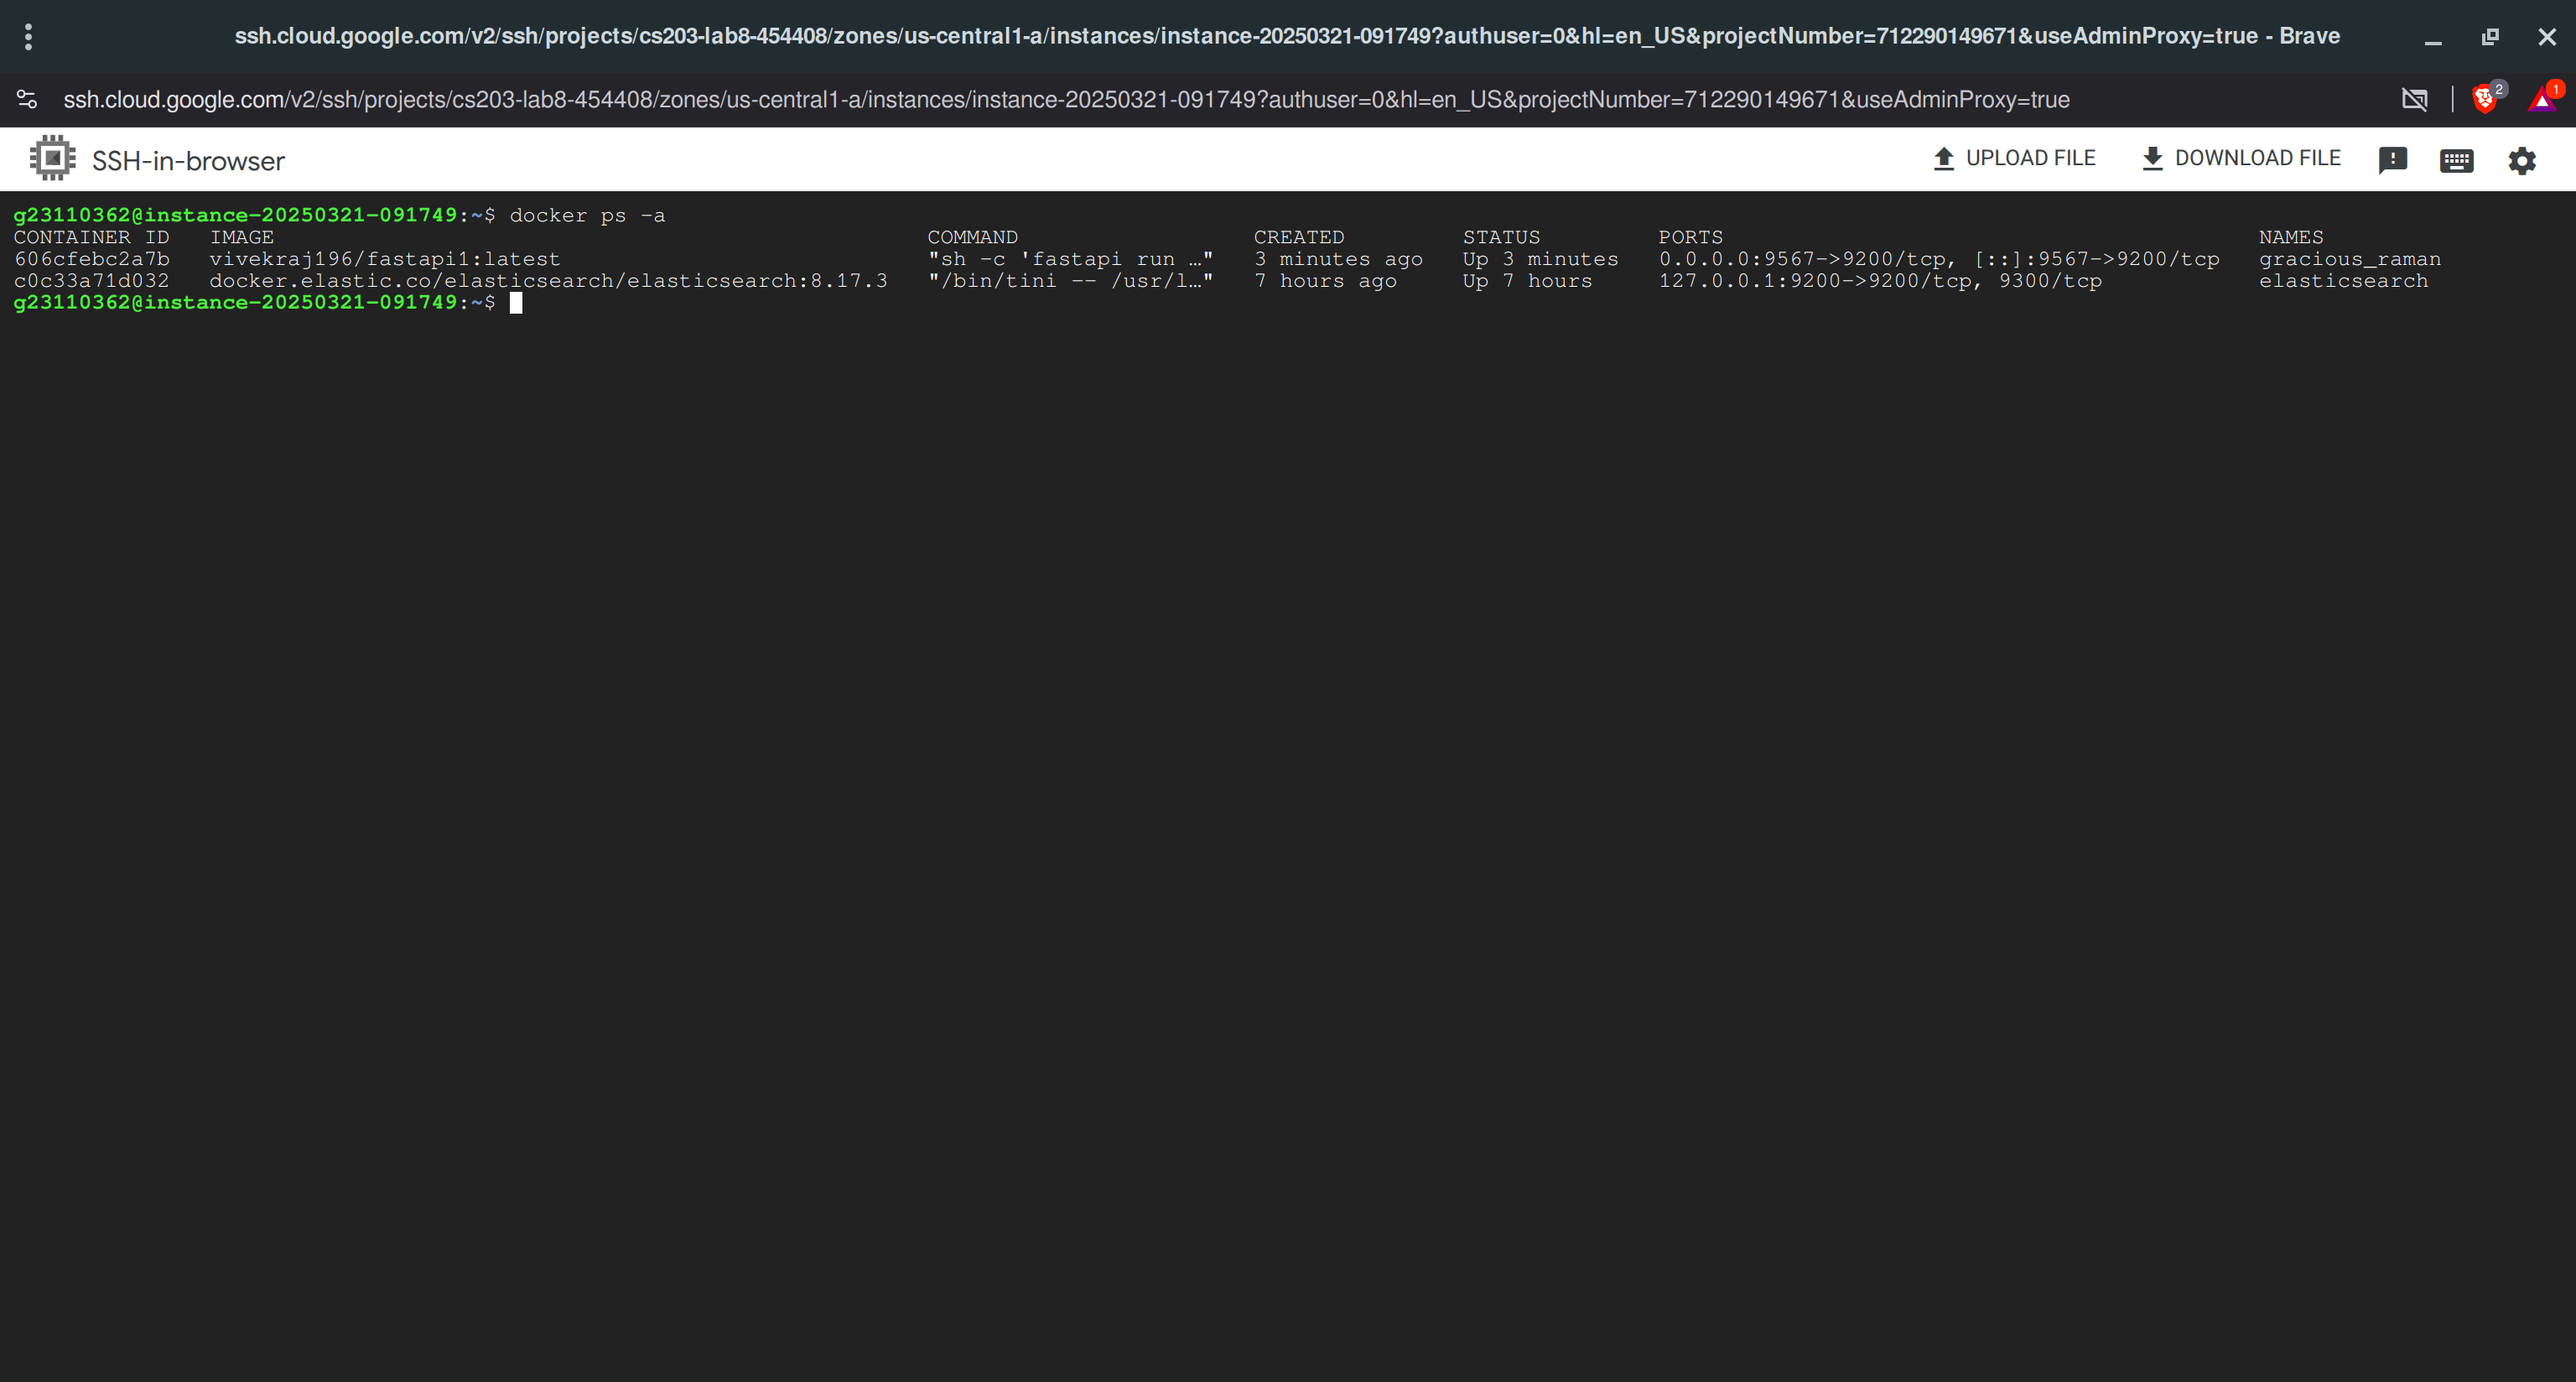 ssh.cloud.google.com/v2/ssh/projects/cs203-lab8-454408/zones/us-central1-a/instances/instance-20250321-091749?authuser=0&hl=en_US&projectNumber=712290149671&useAdminProxy=true - Brave
ssh.cloud.google.com/v2/ssh/projects/cs203-lab8-454408/zones/us-central1-a/instances/instance-20250321-091749?authuser=0&hl=en_US&projectNumber=712290149671&useAdminProxy=true 2 1
SSH-in-browser UPLOAD FILE DOWNLOAD FILE
g23110362@instance-20250321-091749:~$ docker ps -a
CONTAINER ID IMAGE COMMAND CREATED STATUS PORTS NAMES
606cfebc2a7b vivekraj196/fastapi1:latest "sh -c 'fastapi run …" 3 minutes ago Up 3 minutes 0.0.0.0:9567->9200/tcp, [::]:9567->9200/tcp gracious_raman
c0c33a71d032 docker.elastic.co/elasticsearch/elasticsearch:8.17.3 "/bin/tini -- /usr/l…" 7 hours ago Up 7 hours 127.0.0.1:9200->9200/tcp, 9300/tcp elasticsearch
g23110362@instance-20250321-091749:~$